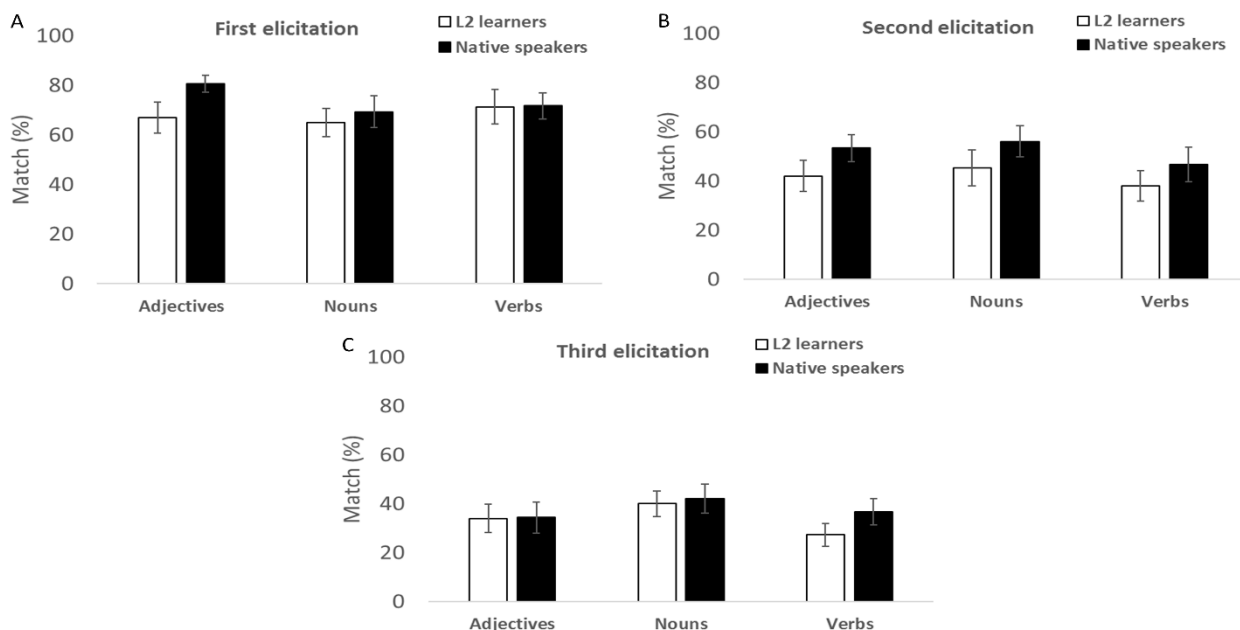 A
First elicitation
L2 learners
Native speakers
Match (%)
100
80
60
40
20
0
Adjectives Nouns Verbs
B
Second elicitation
L2 learners
Native speakers
Match (%)
100
80
60
40
20
0
Adjectives Nouns Verbs
C
Third elicitation
L2 learners
Native speakers
Match (%)
100
80
60
40
20
0
Adjectives Nouns Verbs